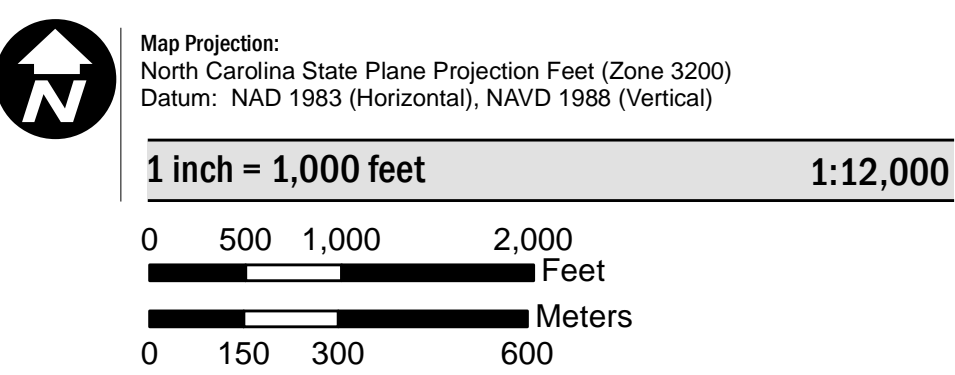 N
Map Projection:
North Carolina State Plane Projection Feet (Zone 3200)
Datum: NAD 1983 (Horizontal), NAVD 1988 (Vertical)
1 inch = 1,000 feet 1:12,000
0 500 1,000 2,000
Feet
Meters
0 150 300 600